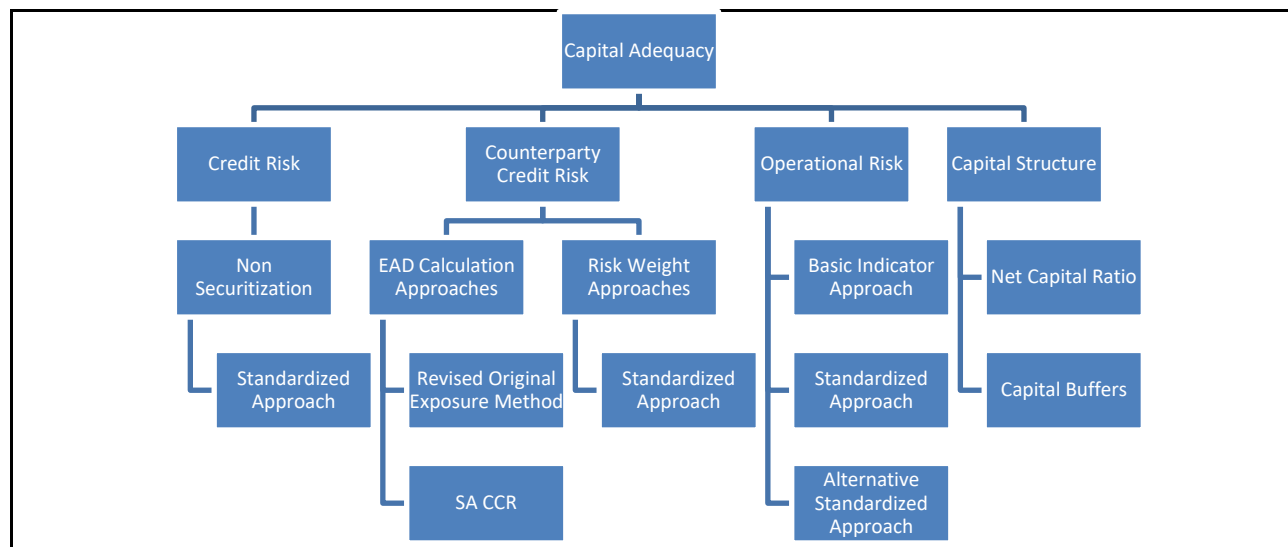 Capital Adequacy
Credit Risk
Counterparty
Credit Risk
Operational Risk
Capital Structure
Non
Securitization
EAD Calculation
Approaches
Risk Weight
Approaches
Basic Indicator
Approach
Net Capital Ratio
Standardized
Approach
Revised Original
Exposure Method
Standardized
Approach
Standardized
Approach
Capital Buffers
SA CCR
Alternative
Standardized
Approach